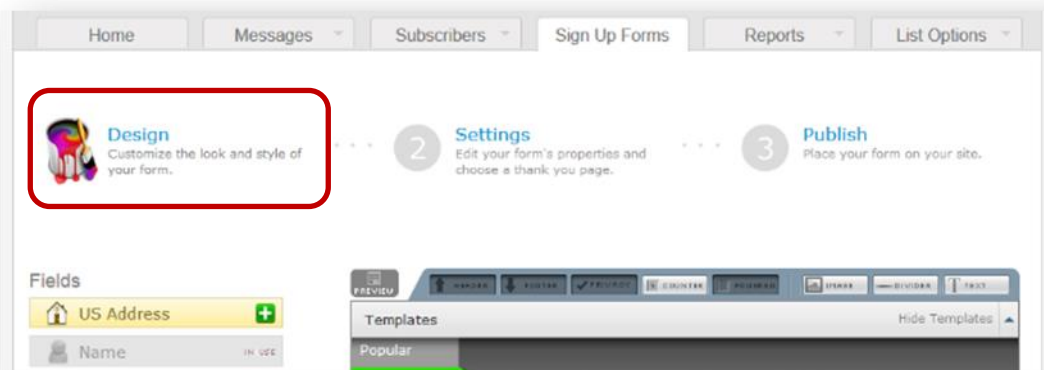 Home
Messages
Subscribers
Sign Up Forms
Reports
List Options
Design
Customize the look and style of
your form.
2
Settings
Edit your form's properties and
choose a thank you page.
3
Publish
Place your form on your site.
Fields
US Address
Name
IN USE
PREVIEW
HEADER
FOOTER
PRIVACY
COUNTER
POWERED
IMAGE
DIVIDER
TEXT
Templates
Hide Templates
Popular